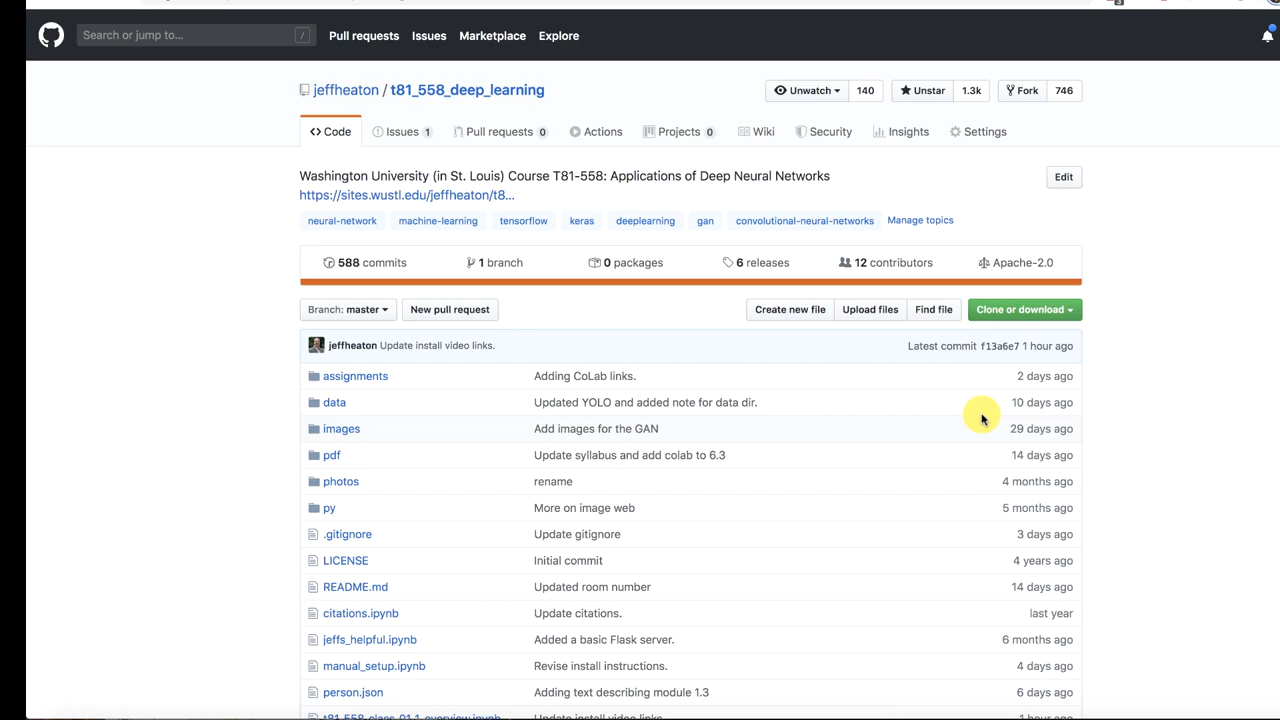 3
Search or jump to... / Pull requests Issues Marketplace Explore
jeffheaton / t81_558_deep_learning Unwatch 140 Unstar 1.3k Fork 746
Code Issues 1 Pull requests 0 Actions Projects 0 Wiki Security Insights Settings
Washington University (in St. Louis) Course T81-558: Applications of Deep Neural Networks Edit
https://sites.wustl.edu/jeffheaton/t8...
neural-network machine-learning tensorflow keras deeplearning gan convolutional-neural-networks Manage topics
588 commits 1 branch 0 packages 6 releases 12 contributors Apache-2.0
Branch: master New pull request Create new file Upload files Find file Clone or download
jeffheaton Update install video links. Latest commit f13a6e7 1 hour ago
assignments Adding CoLab links. 2 days ago
data Updated YOLO and added note for data dir. 10 days ago
images Add images for the GAN 29 days ago
pdf Update syllabus and add colab to 6.3 14 days ago
photos rename 4 months ago
py More on image web 5 months ago
.gitignore Update gitignore 3 days ago
LICENSE Initial commit 4 years ago
README.md Updated room number 14 days ago
citations.ipynb Update citations. last year
jeffs_helpful.ipynb Added a basic Flask server. 6 months ago
manual_setup.ipynb Revise install instructions. 4 days ago
person.json Adding text describing module 1.3 6 days ago
t81_558_class_01_1_overview.ipynb Update install video links. 1 hour ago